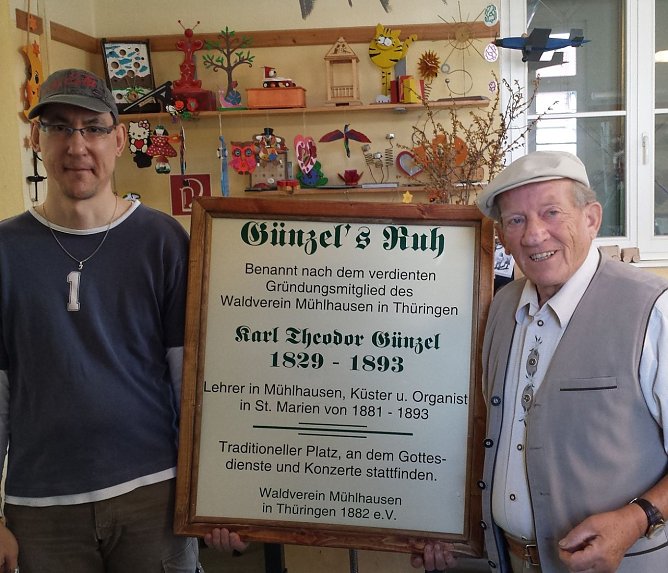 Günzel's Ruh
Benannt nach dem verdienten
Gründungsmitglied des
Waldverein Mühlhausen in Thüringen
Karl Theodor Günzel
1829 - 1893
Lehrer in Mühlhausen, Küster u. Organist
in St. Marien von 1881 - 1893
Traditioneller Platz, an dem Gottes-
dienste und Konzerte stattfinden.
Waldverein Mühlhausen
in Thüringen 1882 e.V.
1